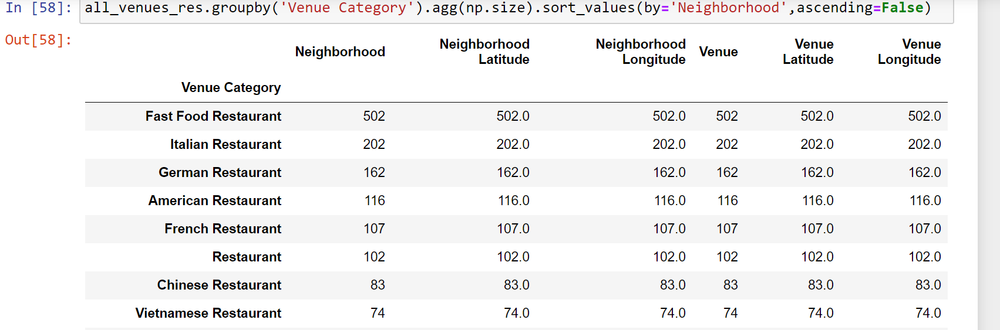 In [58]: all_venues_res.groupby('Venue Category').agg(np.size).sort_values(by='Neighborhood',ascending=False)
Out[58]:
Neighborhood Neighborhood Latitude Neighborhood Longitude Venue Venue Latitude Venue Longitude
Venue Category
Fast Food Restaurant 502 502.0 502.0 502 502.0 502.0
Italian Restaurant 202 202.0 202.0 202 202.0 202.0
German Restaurant 162 162.0 162.0 162 162.0 162.0
American Restaurant 116 116.0 116.0 116 116.0 116.0
French Restaurant 107 107.0 107.0 107 107.0 107.0
Restaurant 102 102.0 102.0 102 102.0 102.0
Chinese Restaurant 83 83.0 83.0 83 83.0 83.0
Vietnamese Restaurant 74 74.0 74.0 74 74.0 74.0